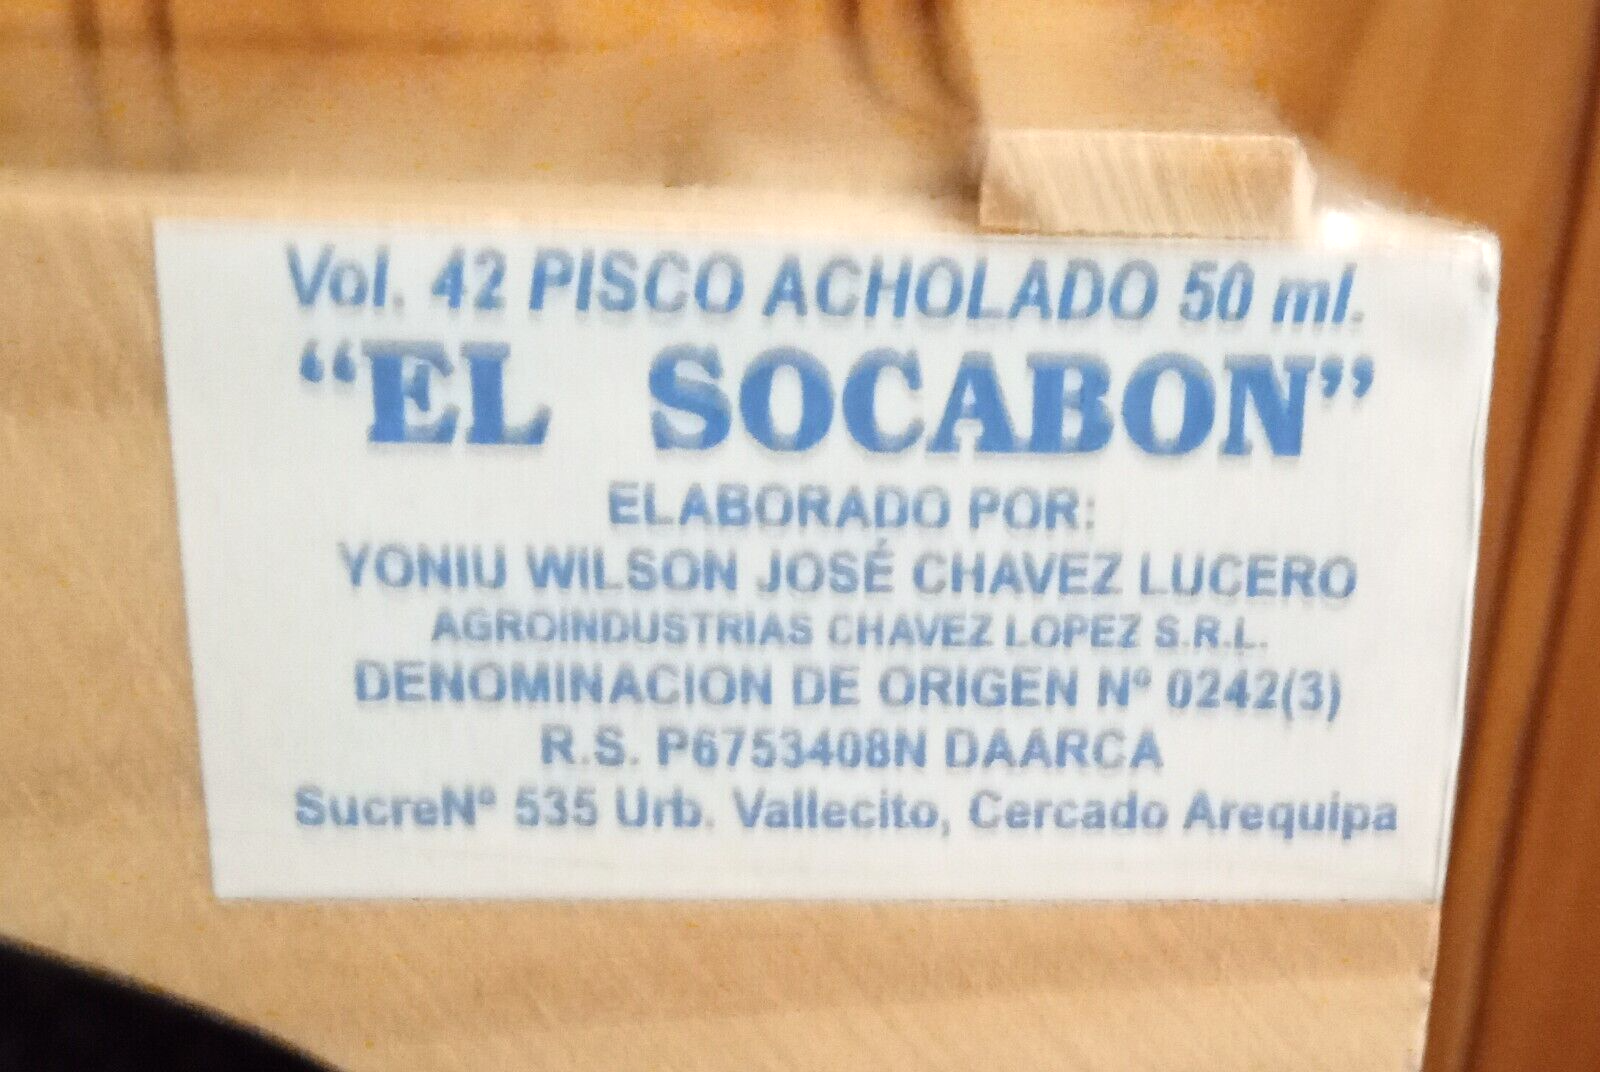 Vol. 42 PISCO ACHOLADO 50 ml.
“EL SOCABON”
ELABORADO POR:
YONIU WILSON JOSÉ CHAVEZ LUCERO
AGROINDUSTRIAS CHAVEZ LOPEZ S.R.L.
DENOMINACION DE ORIGEN Nº 0242(3)
R.S. P6753408N DAARCA
SucreNº 535 Urb. Vallecito, Cercado Arequipa